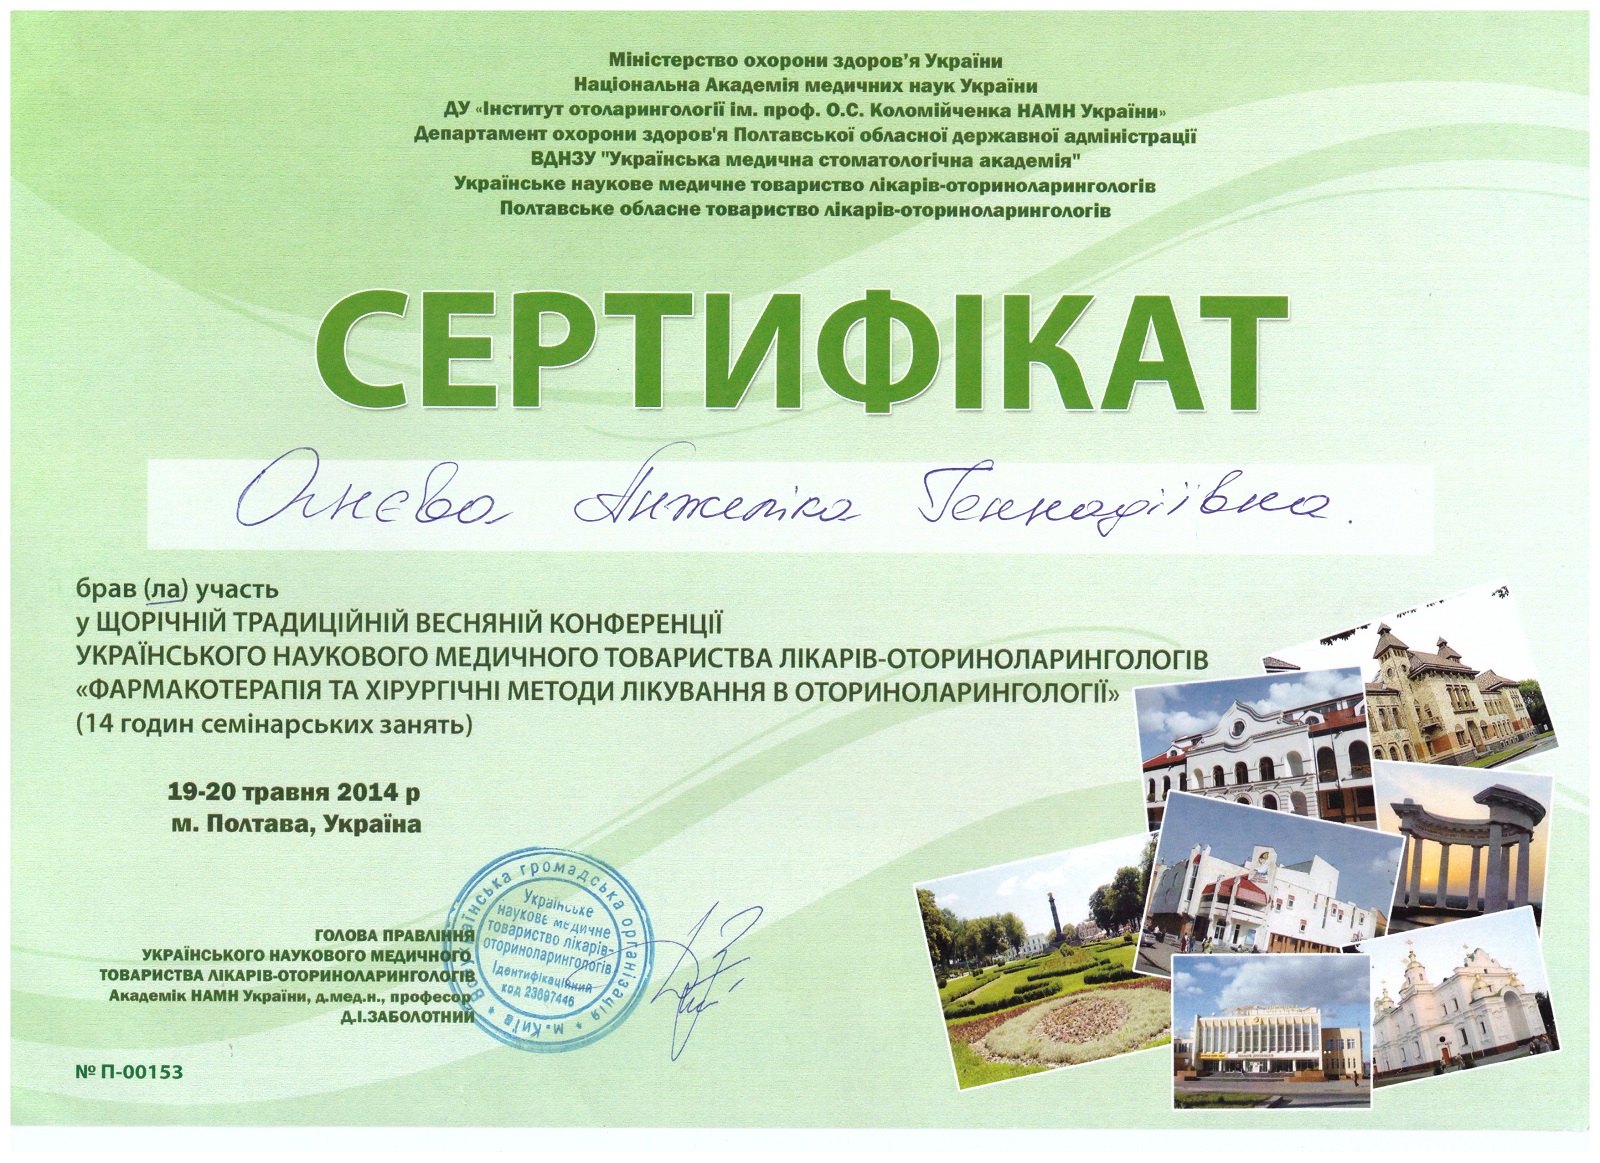 Міністерство охорони здоров’я України
Національна Академія медичних наук України
ДУ «Інститут отоларингології ім. проф. О.С. Коломійченка НАМН України»
Департамент охорони здоров'я Полтавської обласної державної адміністрації
ВДНЗУ "Українська медична стоматологічна академія"
Українське наукове медичне товариство лікарів-оториноларингологів
Полтавське обласне товариство лікарів-оториноларингологів
СЕРТИФІКАТ
Огнєва Анжеліка Геннадіївна.
брав (ла) участь
у ЩОРІЧНІЙ ТРАДИЦІЙНІЙ ВЕСНЯНІЙ КОНФЕРЕНЦІЇ
УКРАЇНСЬКОГО НАУКОВОГО МЕДИЧНОГО ТОВАРИСТВА ЛІКАРІВ-ОТОРИНОЛАРИНГОЛОГІВ
«ФАРМАКОТЕРАПІЯ ТА ХІРУРГІЧНІ МЕТОДИ ЛІКУВАННЯ В ОТОРИНОЛАРИНГОЛОГІЇ»
(14 годин семінарських занять)
19-20 травня 2014 р
м. Полтава, Україна
ГОЛОВА ПРАВЛІННЯ
УКРАЇНСЬКОГО НАУКОВОГО МЕДИЧНОГО
ТОВАРИСТВА ЛІКАРІВ-ОТОРИНОЛАРИНГОЛОГІВ
Академік НАМН України, д.мед.н., професор
Д.І.ЗАБОЛОТНИЙ
Всеукраїнська громадська організація * м.Київ *
Українське
наукове медичне
товариство лікарів-
оториноларингологів
Ідентифікаційний
код 23697446
№ П-00153